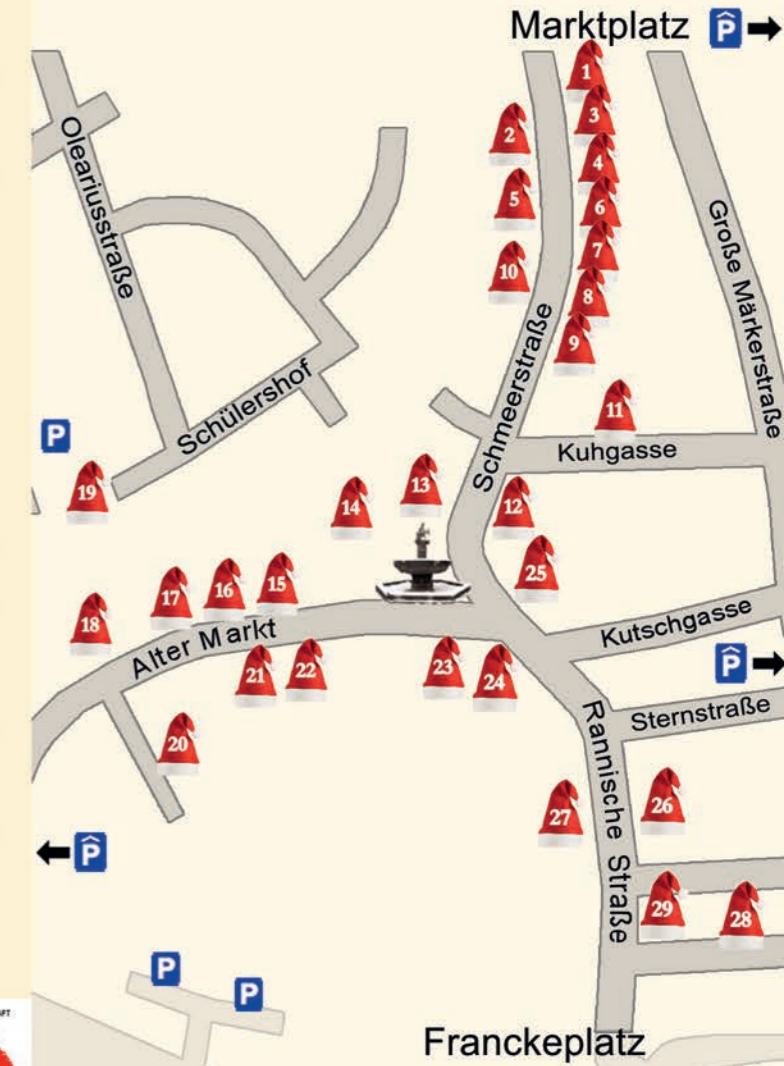 Marktplatz P
1
3
2
4
5
6
7
10
8
9
11
Oleariusstraße
Große Märkerstraße
Schmeerstraße
Schülershof
Kuhgasse
P
19
14
13
12
25
15
16
17
18
Alter Markt
Kutschgasse
21
22
23
24
P
Sternstraße
20
Rannische Straße
27
26
P
29
28
P
P
Franckeplatz